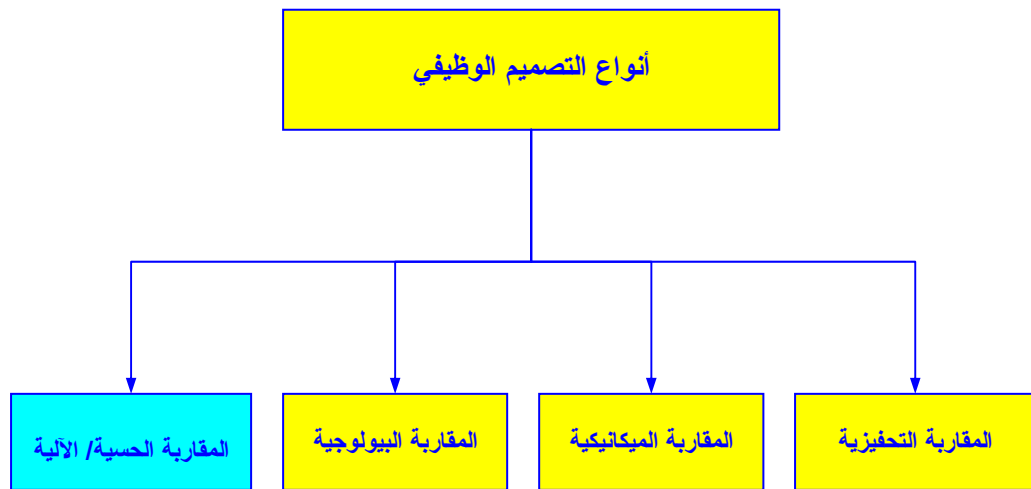 أنواع التصميم الوظيفي
المقاربة التحفيزية
المقاربة الميكانيكية
المقاربة البيولوجية
المقاربة الحسية/ الآلية